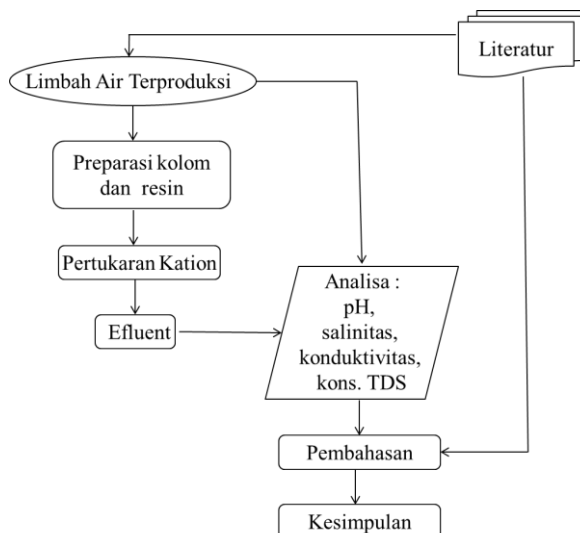 Literatur
Limbah Air Terproduksi
Preparasi kolom
dan resin
Pertukaran Kation
Efluent
Analisa :
pH,
salinitas,
konduktivitas,
kons. TDS
Pembahasan
Kesimpulan